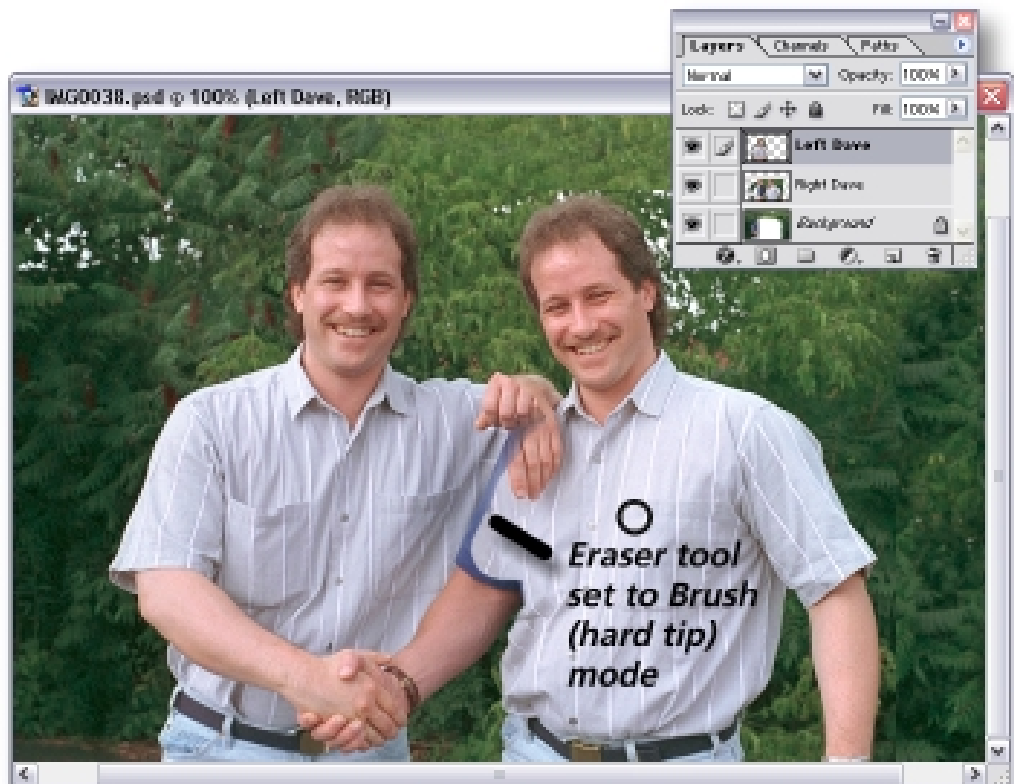 Layers Channels Paths
Normal Opacity: 100%
Lock: Fill: 100%
Left Dave
Right Dave
Background
IMG0038.psd @ 100% (Left Dave, RGB)
Eraser tool
set to Brush
(hard tip)
mode